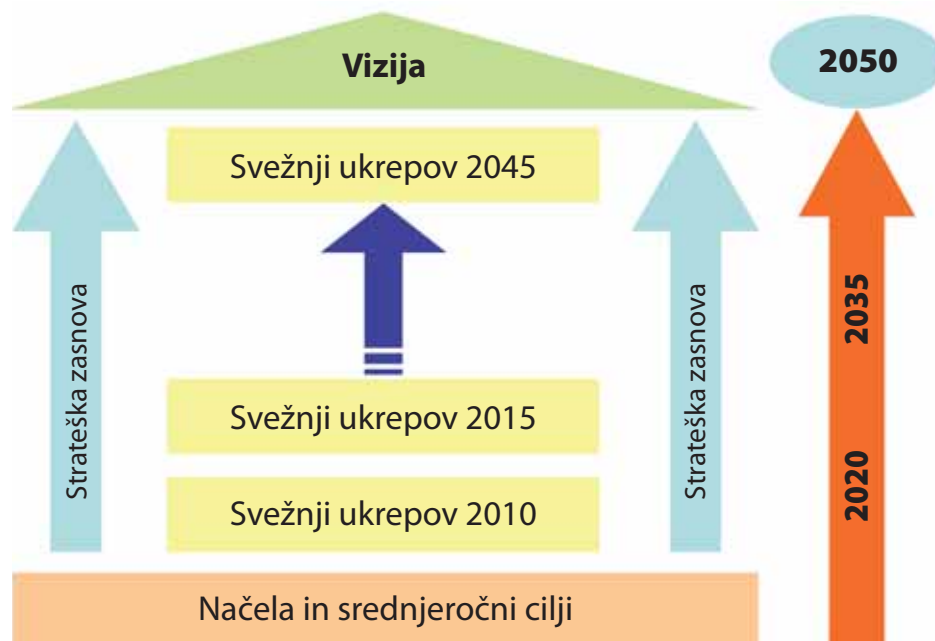 Vizija
2050
Svežnji ukrepov 2045
Strateška zasnova
Strateška zasnova
2035
Svežnji ukrepov 2015
Svežnji ukrepov 2010
2020
Načela in srednjeročni cilji